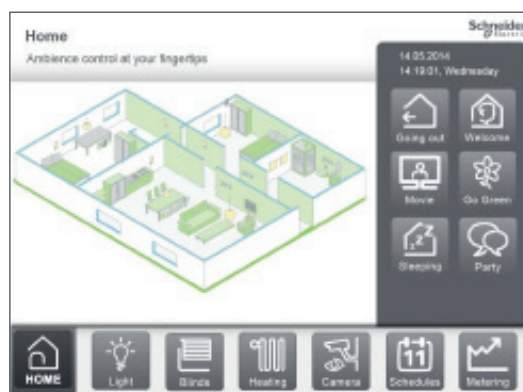 Home
Ambience control at your fingertips
Schneider
Electric
14.05.2014
14:19:01, Wednesday
Going out
Welcome
Movie
Go Green
Sleeping
Party
HOME
Light
Blinds
Heating
Camera
11
Schedules
Metering